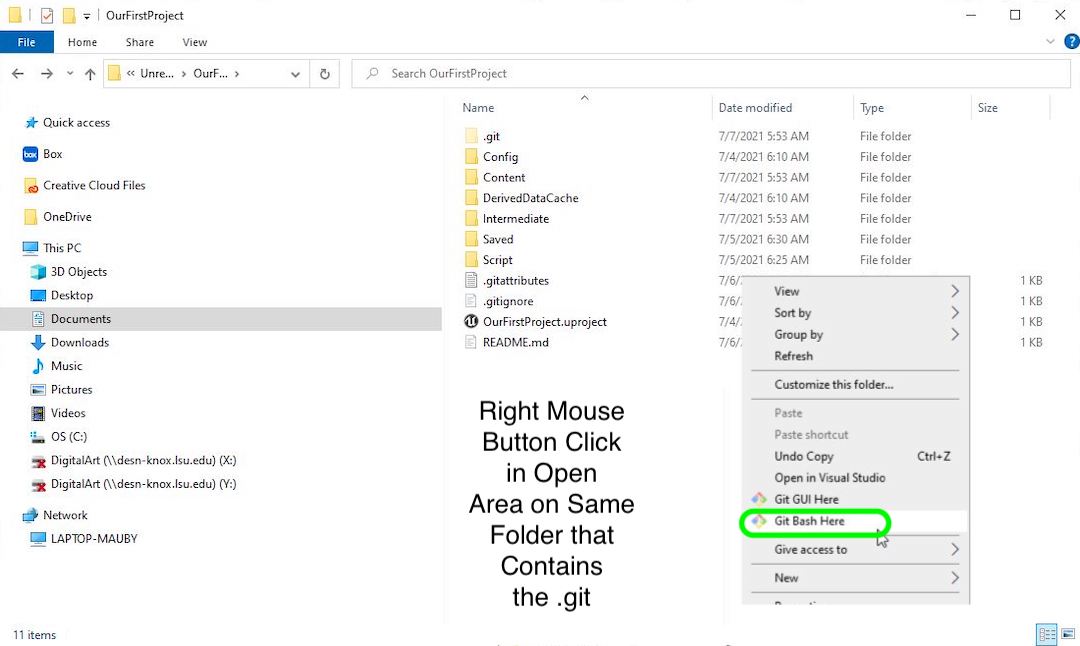 OurFirstProject
File Home Share View
« Unre... › OurF... › Search OurFirstProject
Name Date modified Type Size
Quick access
Box
Creative Cloud Files
OneDrive
This PC
3D Objects
Desktop
Documents
Downloads
Music
Pictures
Videos
OS (C:)
DigitalArt (\\desn-knox.lsu.edu) (X:)
DigitalArt (\\desn-knox.lsu.edu) (Y:)
Network
LAPTOP-MAUBY
.git 7/7/2021 5:53 AM File folder
Config 7/4/2021 6:10 AM File folder
Content 7/7/2021 5:53 AM File folder
DerivedDataCache 7/4/2021 6:10 AM File folder
Intermediate 7/7/2021 5:53 AM File folder
Saved 7/5/2021 6:30 AM File folder
Script 7/5/2021 6:25 AM File folder
.gitattributes 7/6/ 1 KB
.gitignore 7/6/ 1 KB
OurFirstProject.uproject 7/4/ 1 KB
README.md 7/6/ 1 KB
Right Mouse
Button Click
in Open
Area on Same
Folder that
Contains
the .git
View
Sort by
Group by
Refresh
Customize this folder...
Paste
Paste shortcut
Undo Copy Ctrl+Z
Open in Visual Studio
Git GUI Here
Git Bash Here
Give access to
New
11 items